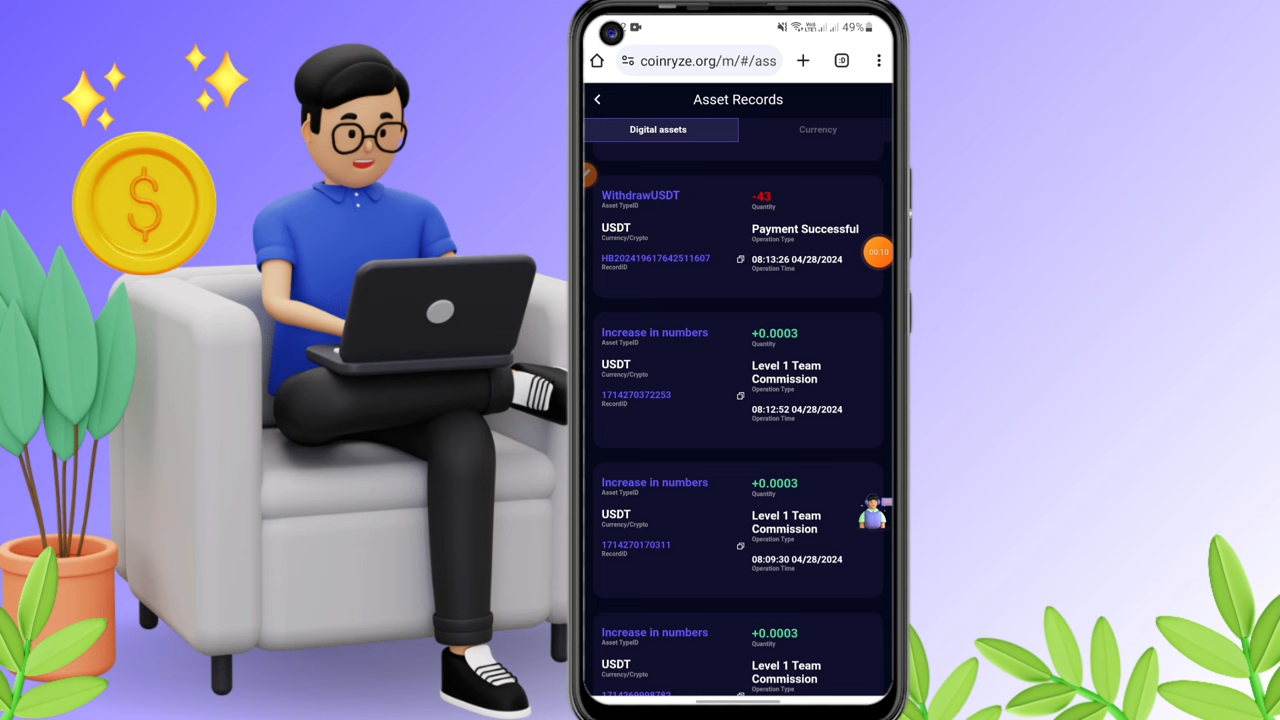 49%
coinryze.org/m/#/ass
:D
Asset Records
Digital assets
Currency
WithdrawUSDT
-43
Asset TypeID
Quantity
USDT
Payment Successful
Currency/Crypto
Operation Type
HB202419617642511607
08:13:26 04/28/2024
RecordID
Operation Time
00:10
Increase in numbers
+0.0003
Asset TypeID
Quantity
USDT
Level 1 Team
Currency/Crypto
Commission
Operation Type
1714270372253
RecordID
08:12:52 04/28/2024
Operation Time
Increase in numbers
+0.0003
Asset TypeID
Quantity
USDT
Level 1 Team
Currency/Crypto
Commission
Operation Type
1714270170311
RecordID
08:09:30 04/28/2024
Operation Time
Increase in numbers
+0.0003
Asset TypeID
Quantity
USDT
Level 1 Team
Currency/Crypto
Commission
Operation Type
$